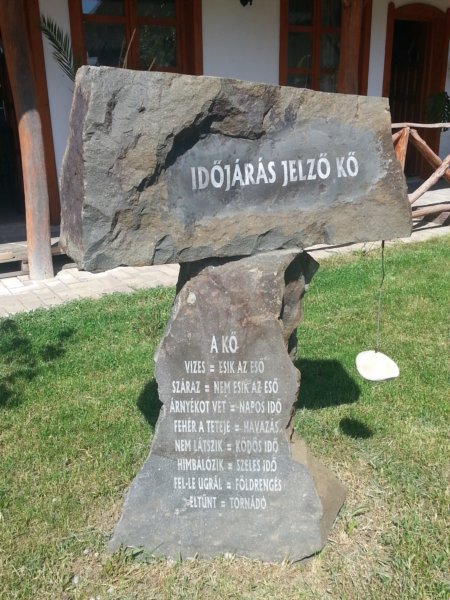 IDŐJÁRÁS JELZŐ KŐ
A KŐ
VIZES = ESIK AZ ESŐ
SZÁRAZ = NEM ESIK AZ ESŐ
ÁRNYÉKOT VET = NAPOS IDŐ
FEHÉR A TETEJE = HAVAZÁS
NEM LÁTSZIK = KÖDÖS IDŐ
HIMBÁLÓZIK = SZELES IDŐ
FEL-LE UGRÁL = FÖLDRENGÉS
ELTŰNT = TORNÁDÓ